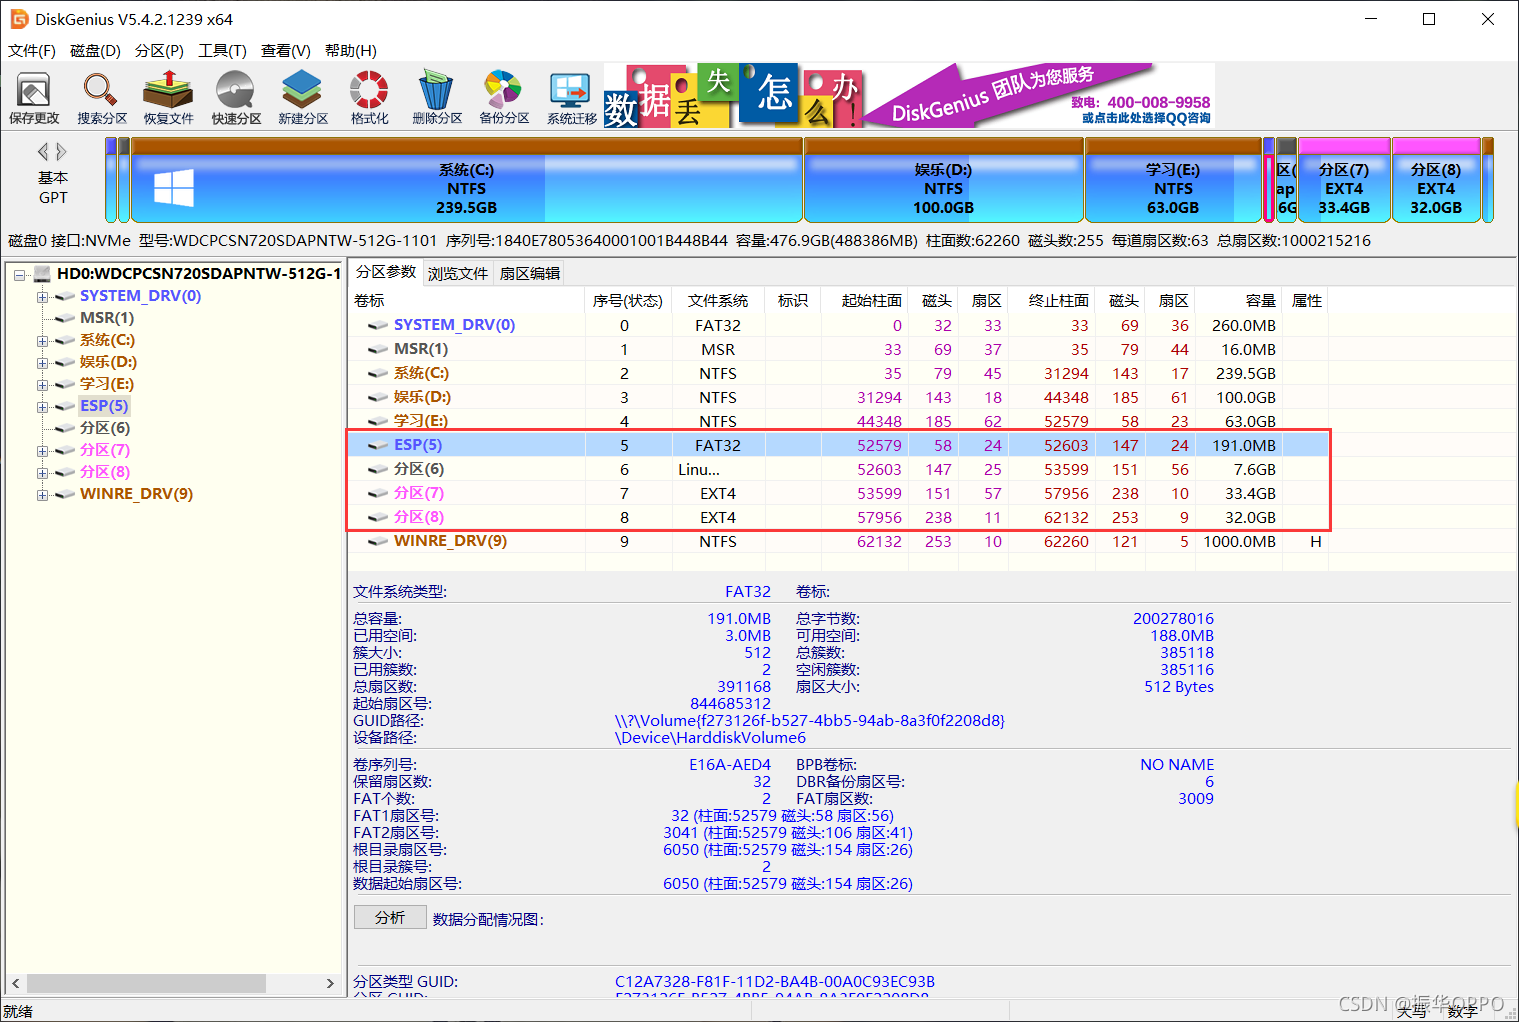 DiskGenius V5.4.2.1239 x64
文件(F) 磁盘(D) 分区(P) 工具(T) 查看(V) 帮助(H)
保存更改 搜索分区 恢复文件 快速分区 新建分区 格式化 删除分区 备份分区 系统迁移
数据丢失怎么办!
DiskGenius 团队为您服务
致电：400-008-9958
或点击此处选择QQ咨询
基本
GPT
系统(C:)
NTFS
239.5GB
娱乐(D:)
NTFS
100.0GB
学习(E:)
NTFS
63.0GB
区(
ap
6G
分区(7)
EXT4
33.4GB
分区(8)
EXT4
32.0GB
磁盘0 接口:NVMe 型号:WDCPCSN720SDAPNTW-512G-1101 序列号:1840E78053640001001B448B44 容量:476.9GB(488386MB) 柱面数:62260 磁头数:255 每道扇区数:63 总扇区数:1000215216
HD0:WDCPCSN720SDAPNTW-512G-1
SYSTEM_DRV(0)
MSR(1)
系统(C:)
娱乐(D:)
学习(E:)
ESP(5)
分区(6)
分区(7)
分区(8)
WINRE_DRV(9)
分区参数 浏览文件 扇区编辑
卷标 序号(状态) 文件系统 标识 起始柱面 磁头 扇区 终止柱面 磁头 扇区 容量 属性
SYSTEM_DRV(0) 0 FAT32 0 32 33 33 69 36 260.0MB
MSR(1) 1 MSR 33 69 37 35 79 44 16.0MB
系统(C:) 2 NTFS 35 79 45 31294 143 17 239.5GB
娱乐(D:) 3 NTFS 31294 143 18 44348 185 61 100.0GB
学习(E:) 4 NTFS 44348 185 62 52579 58 23 63.0GB
ESP(5) 5 FAT32 52579 58 24 52603 147 24 191.0MB
分区(6) 6 Linu... 52603 147 25 53599 151 56 7.6GB
分区(7) 7 EXT4 53599 151 57 57956 238 10 33.4GB
分区(8) 8 EXT4 57956 238 11 62132 253 9 32.0GB
WINRE_DRV(9) 9 NTFS 62132 253 10 62260 121 5 1000.0MB H
文件系统类型: FAT32 卷标:
总容量: 191.0MB 总字节数: 200278016
已用空间: 3.0MB 可用空间: 188.0MB
簇大小: 512 总簇数: 385118
已用簇数: 2 空闲簇数: 385116
总扇区数: 391168 扇区大小: 512 Bytes
起始扇区号: 844685312
GUID路径: \\?\Volume{f273126f-b527-4bb5-94ab-8a3f0f2208d8}
设备路径: \Device\HarddiskVolume6
卷序列号: E16A-AED4 BPB卷标: NO NAME
保留扇区数: 32 DBR备份扇区号: 6
FAT个数: 2 FAT扇区数: 3009
FAT1扇区号: 32 (柱面:52579 磁头:58 扇区:56)
FAT2扇区号: 3041 (柱面:52579 磁头:106 扇区:41)
根目录扇区号: 6050 (柱面:52579 磁头:154 扇区:26)
根目录簇号: 2
数据起始扇区号: 6050 (柱面:52579 磁头:154 扇区:26)
分析 数据分配情况图:
分区类型 GUID: C12A7328-F81F-11D2-BA4B-00A0C93EC93B
分区 GUID: F273126F-B527-4BB5-94AB-8A3F0F2208D8
就绪 大写 数字
CSDN @振华OPPO